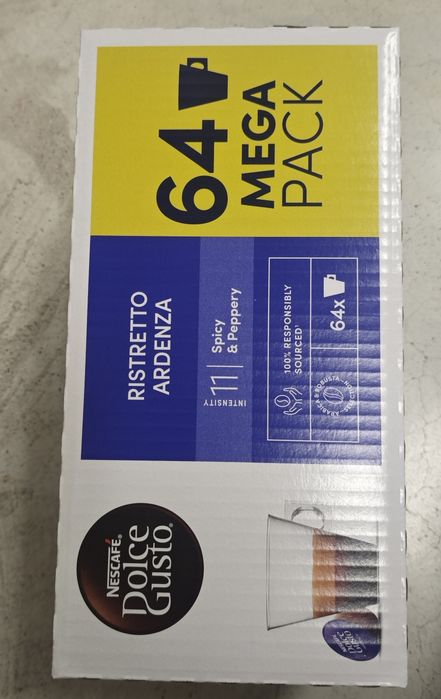 NESCAFÉ®
DOLCE
GUSTO®
RISTRETTO
ARDENZA
INTENSITY
11
Spicy
& Peppery
100% RESPONSIBLY
SOURCED
64x
64
MEGA
PACK